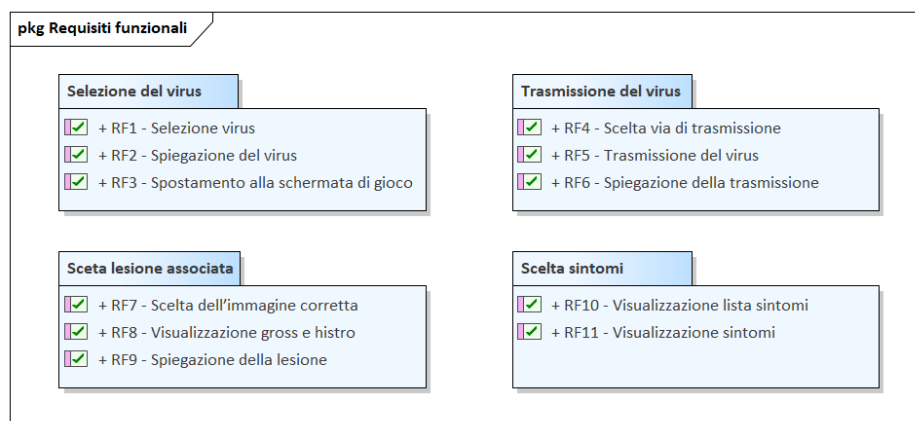 pkg Requisiti funzionali
Selezione del virus
+ RF1 - Selezione virus
+ RF2 - Spiegazione del virus
+ RF3 - Spostamento alla schermata di gioco
Trasmissione del virus
+ RF4 - Scelta via di trasmissione
+ RF5 - Trasmissione del virus
+ RF6 - Spiegazione della trasmissione
Sceta lesione associata
+ RF7 - Scelta dell’immagine corretta
+ RF8 - Visualizzazione gross e histro
+ RF9 - Spiegazione della lesione
Scelta sintomi
+ RF10 - Visualizzazione lista sintomi
+ RF11 - Visualizzazione sintomi